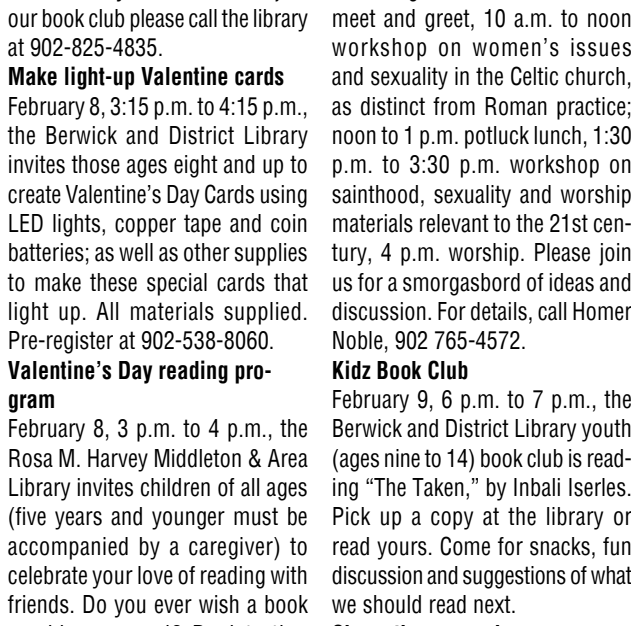 our book club please call the library
at 902-825-4835.
Make light-up Valentine cards
February 8, 3:15 p.m. to 4:15 p.m.,
the Berwick and District Library
invites those ages eight and up to
create Valentine’s Day Cards using
LED lights, copper tape and coin
batteries; as well as other supplies
to make these special cards that
light up. All materials supplied.
Pre-register at 902-538-8060.
Valentine’s Day reading pro-
gram
February 8, 3 p.m. to 4 p.m., the
Rosa M. Harvey Middleton & Area
Library invites children of all ages
(five years and younger must be
accompanied by a caregiver) to
celebrate your love of reading with
friends. Do you ever wish a book
meet and greet, 10 a.m. to noon
workshop on women’s issues
and sexuality in the Celtic church,
as distinct from Roman practice;
noon to 1 p.m. potluck lunch, 1:30
p.m. to 3:30 p.m. workshop on
sainthood, sexuality and worship
materials relevant to the 21st cen-
tury, 4 p.m. worship. Please join
us for a smorgasbord of ideas and
discussion. For details, call Homer
Noble, 902 765-4572.
Kidz Book Club
February 9, 6 p.m. to 7 p.m., the
Berwick and District Library youth
(ages nine to 14) book club is read-
ing “The Taken,” by Inbali Iserles.
Pick up a copy at the library or
read yours. Come for snacks, fun
discussion and suggestions of what
we should read next.